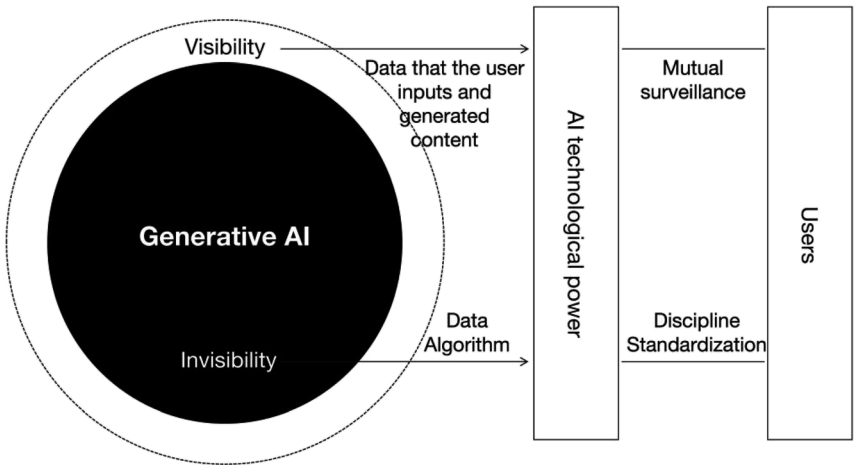 Visibility
Data that the user
inputs and
generated
content
Mutual
surveillance
AI technological power
Users
Generative AI
Invisibility
Data
Algorithm
Discipline
Standardization